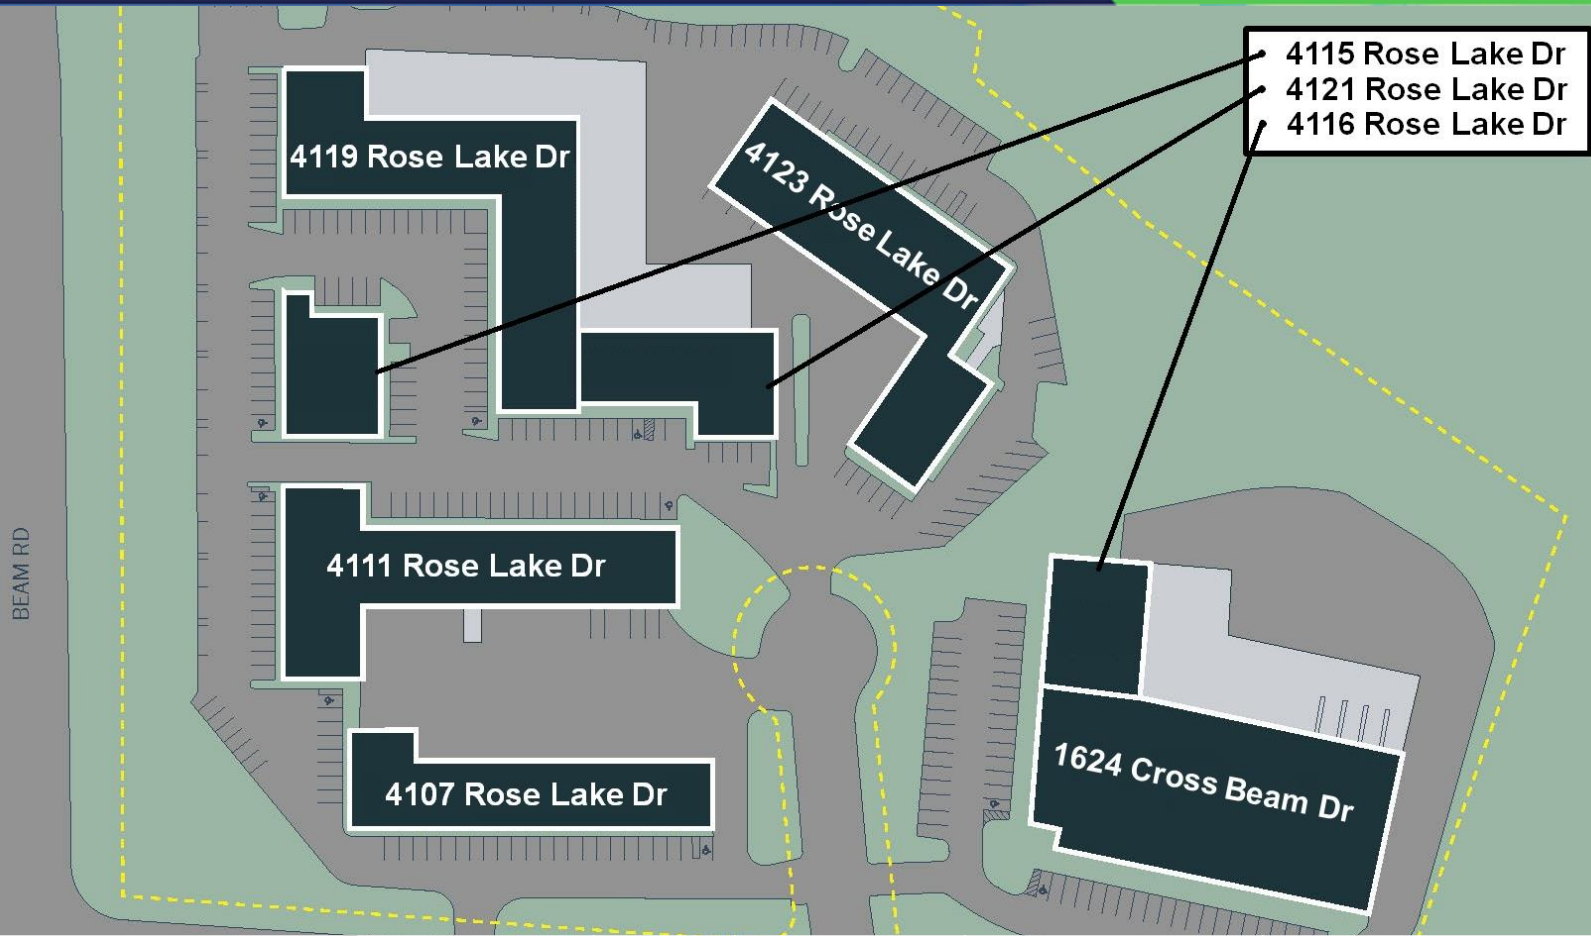 4115 Rose Lake Dr
4121 Rose Lake Dr
4116 Rose Lake Dr
4119 Rose Lake Dr
4123 Rose Lake Dr
4111 Rose Lake Dr
BEAM RD
4107 Rose Lake Dr
1624 Cross Beam Dr